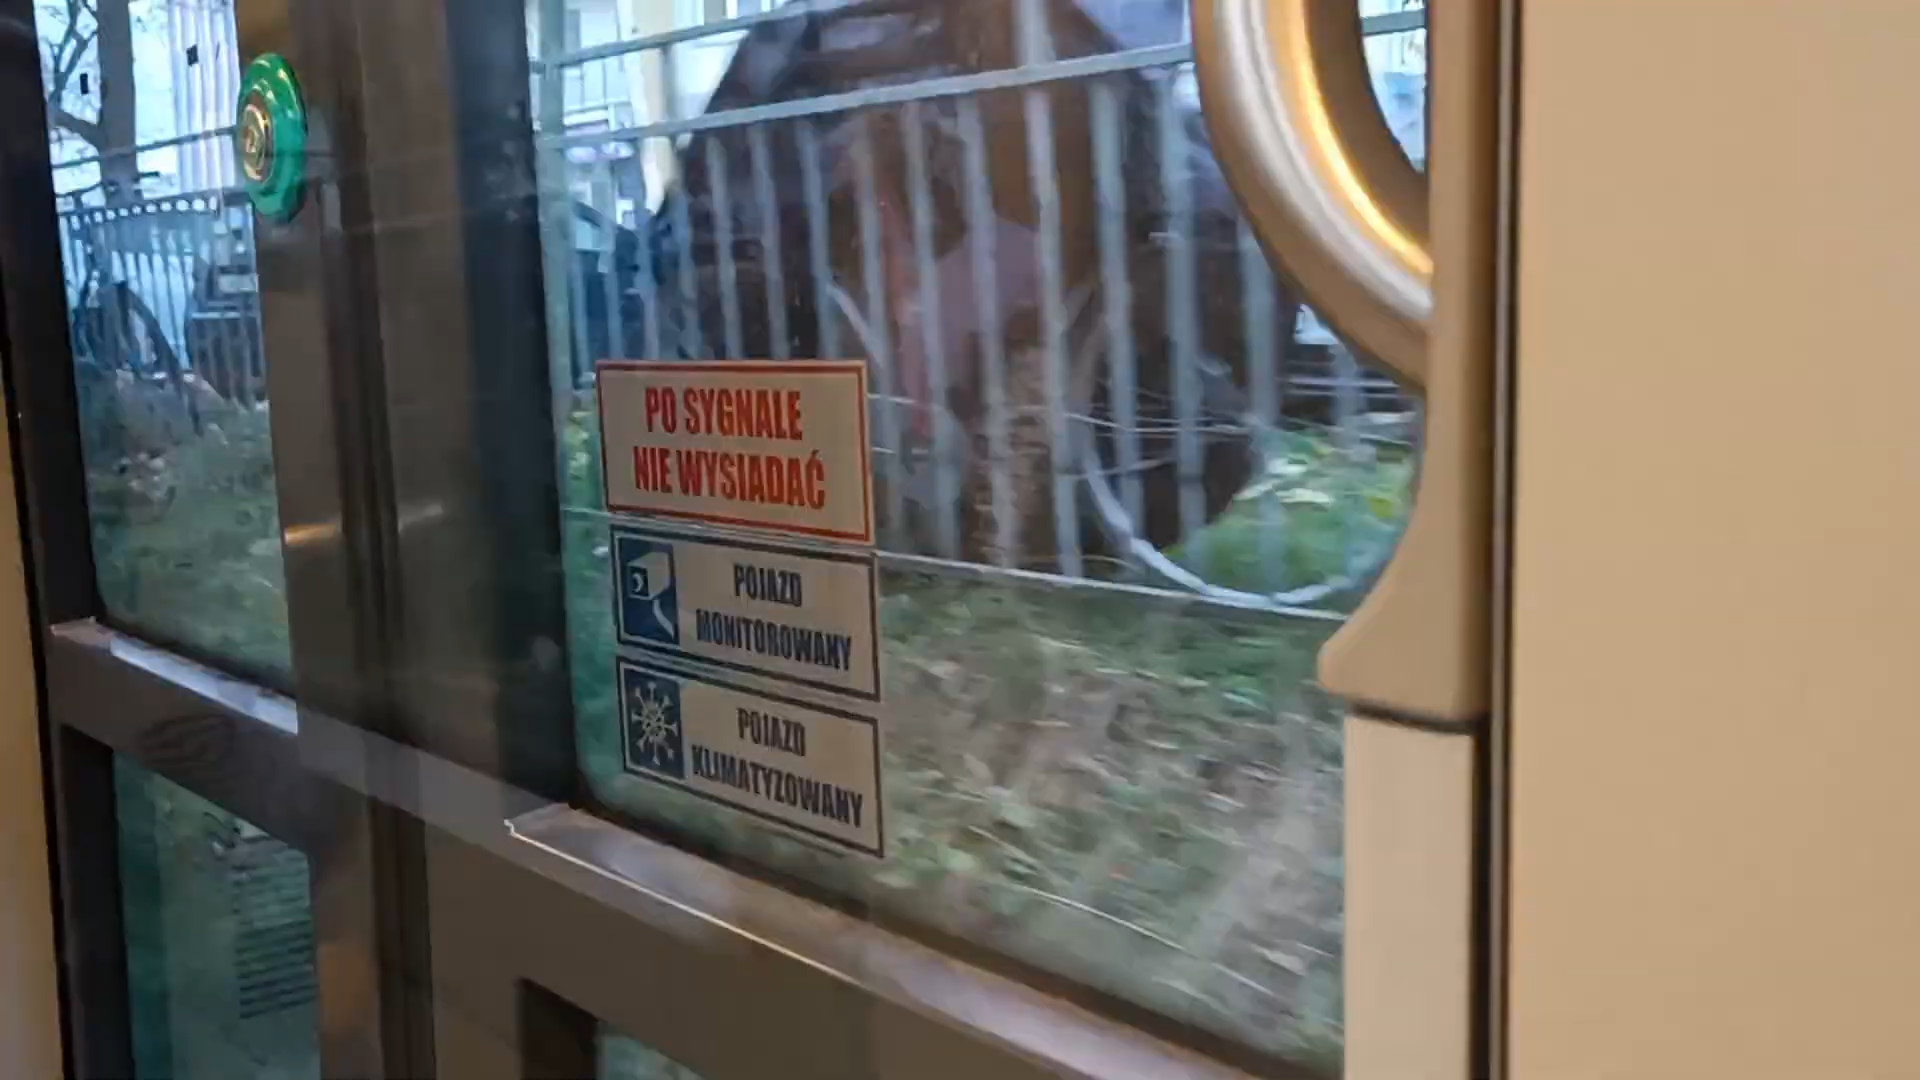 PO SYGNALE
NIE WYSIADAĆ
POJAZD
MONITOROWANY
POJAZD
KLIMATYZOWANY